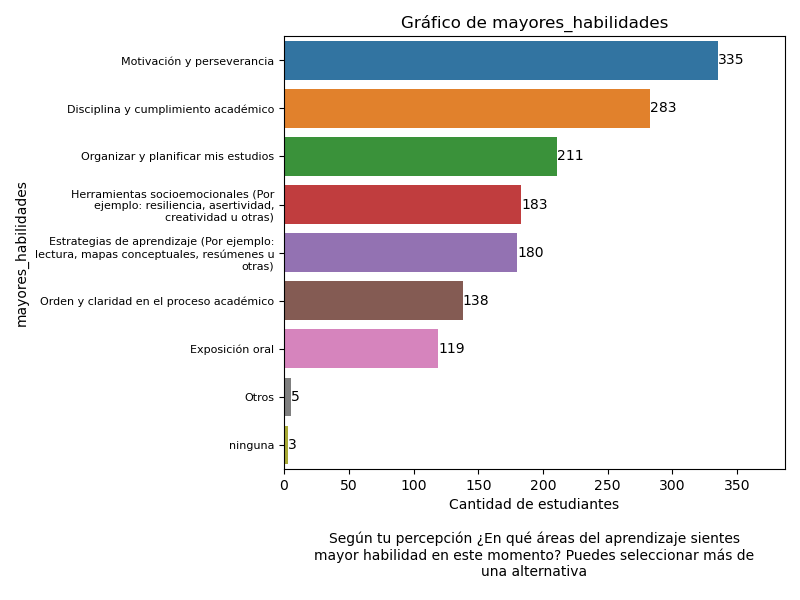 Gráfico de mayores_habilidades
mayores_habilidades
Motivación y perseverancia
335
Disciplina y cumplimiento académico
283
Organizar y planificar mis estudios
211
Herramientas socioemocionales (Por
ejemplo: resiliencia, asertividad,
creatividad u otras)
183
Estrategias de aprendizaje (Por ejemplo:
lectura, mapas conceptuales, resúmenes u
otras)
180
Orden y claridad en el proceso académico
138
Exposición oral
119
Otros
5
ninguna
3
0 50 100 150 200 250 300 350
Cantidad de estudiantes
Según tu percepción ¿En qué áreas del aprendizaje sientes
mayor habilidad en este momento? Puedes seleccionar más de
una alternativa